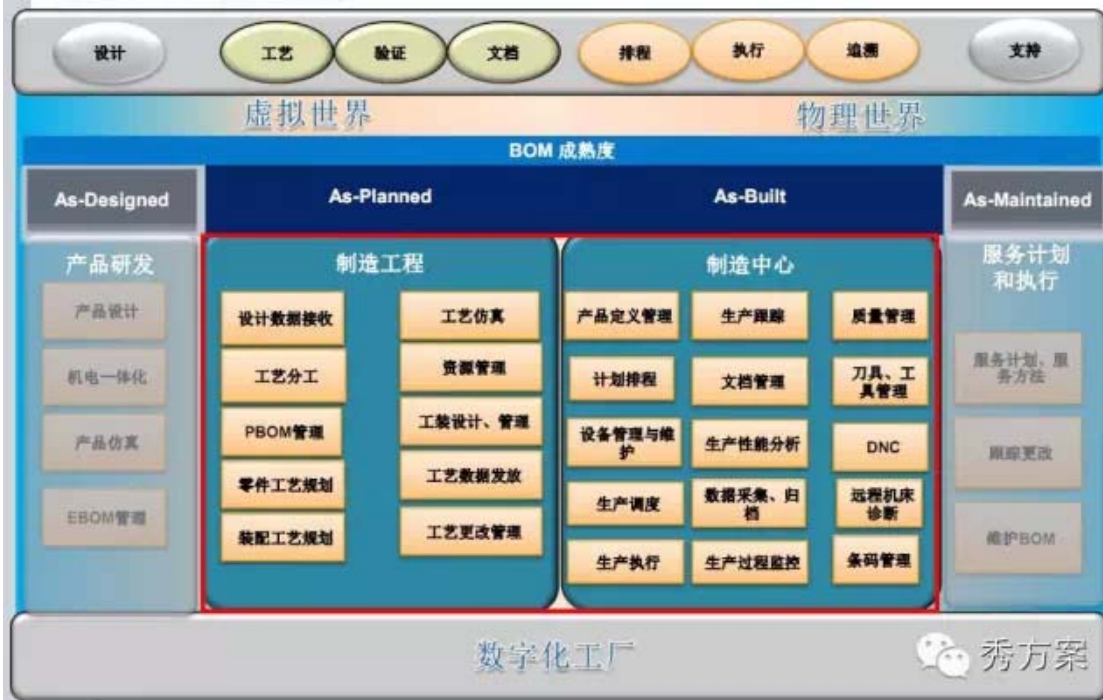 设计
工艺
验证
文档
排程
执行
追溯
支持
虚拟世界
物理世界
BOM 成熟度
As-Designed
As-Planned
As-Built
As-Maintained
产品研发
产品设计
机电一体化
产品仿真
EBOM管理
制造工程
设计数据接收
工艺分工
PBOM管理
零件工艺规划
装配工艺规划
工艺仿真
资源管理
工装设计、管理
工艺数据发放
工艺更改管理
制造中心
产品定义管理
计划排程
设备管理与维
护
生产调度
生产执行
生产跟踪
文档管理
生产性能分析
数据采集、归
档
生产过程监控
质量管理
刀具、工
具管理
DNC
远程机床
诊断
条码管理
服务计划
和执行
服务计划、服
务方法
跟踪更改
维护BOM
数字化工厂
秀方案